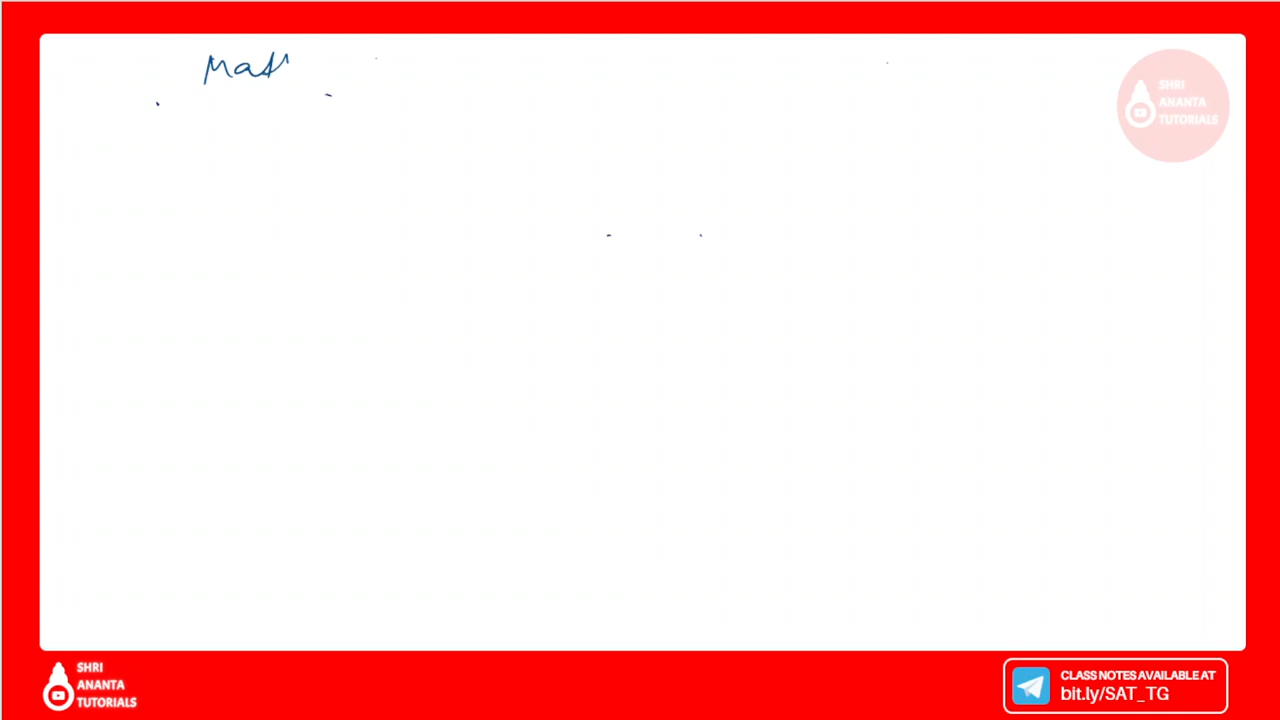 Mat
SHRI
ANANTA
TUTORIALS
SHRI
ANANTA
TUTORIALS
CLASS NOTES AVAILABLE AT
bit.ly/SAT_TG